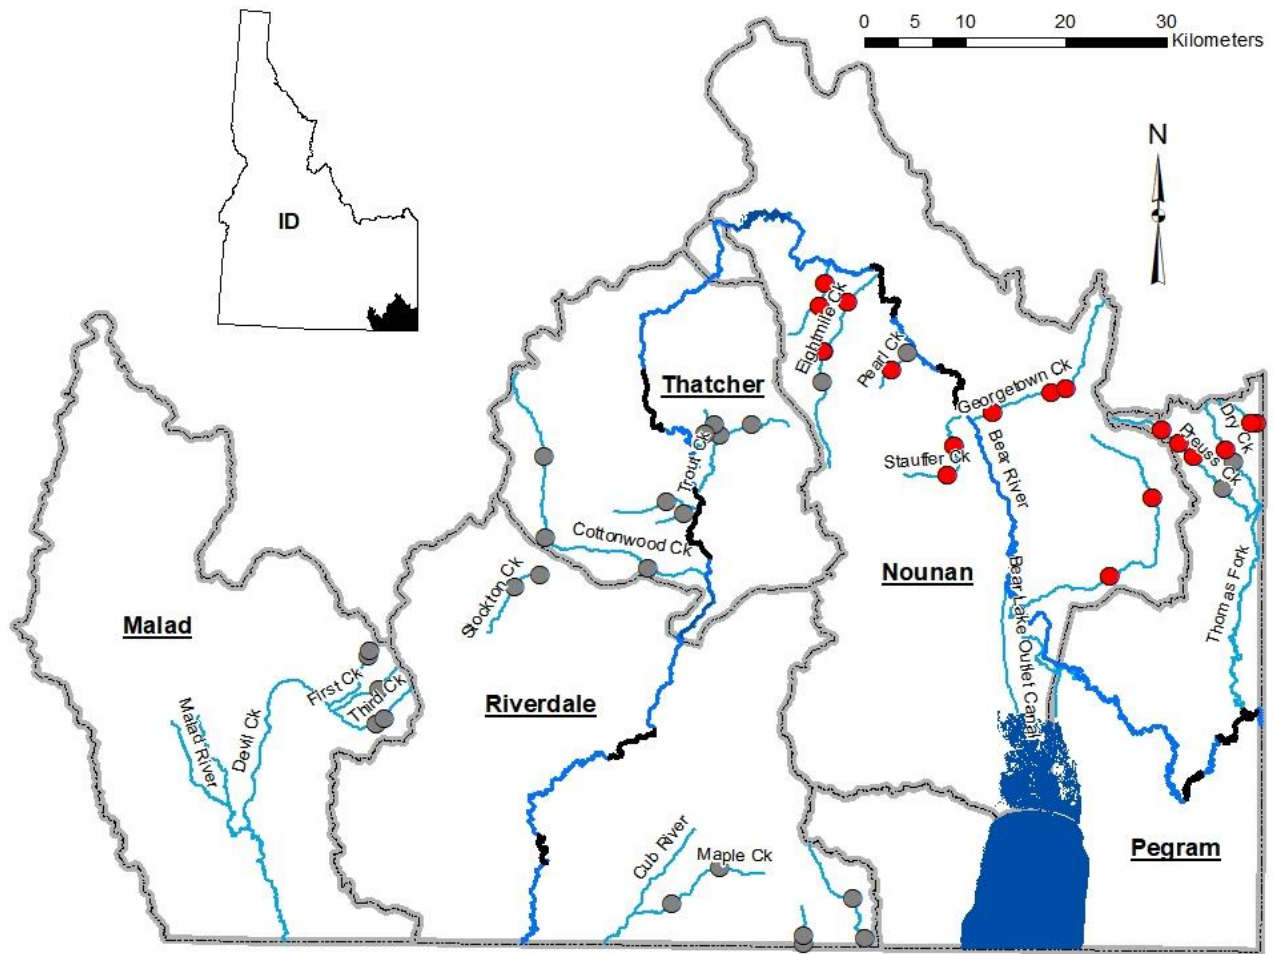 0 5 10 20 30
Kilometers
N
ID
Thatcher
Eightmile Ck
Pearl Ck
Georgetown Ck
Dry Ck
Preuss Ck
Trout Ck
Stauffer Ck
Bear River
Cottonwood Ck
Stockton Ck
Nounan
Bear Lake Outlet Canal
Thomas Fork
Malad
First Ck
Third Ck
Riverdale
Malad River
Devil Ck
Cub River
Maple Ck
Pegram